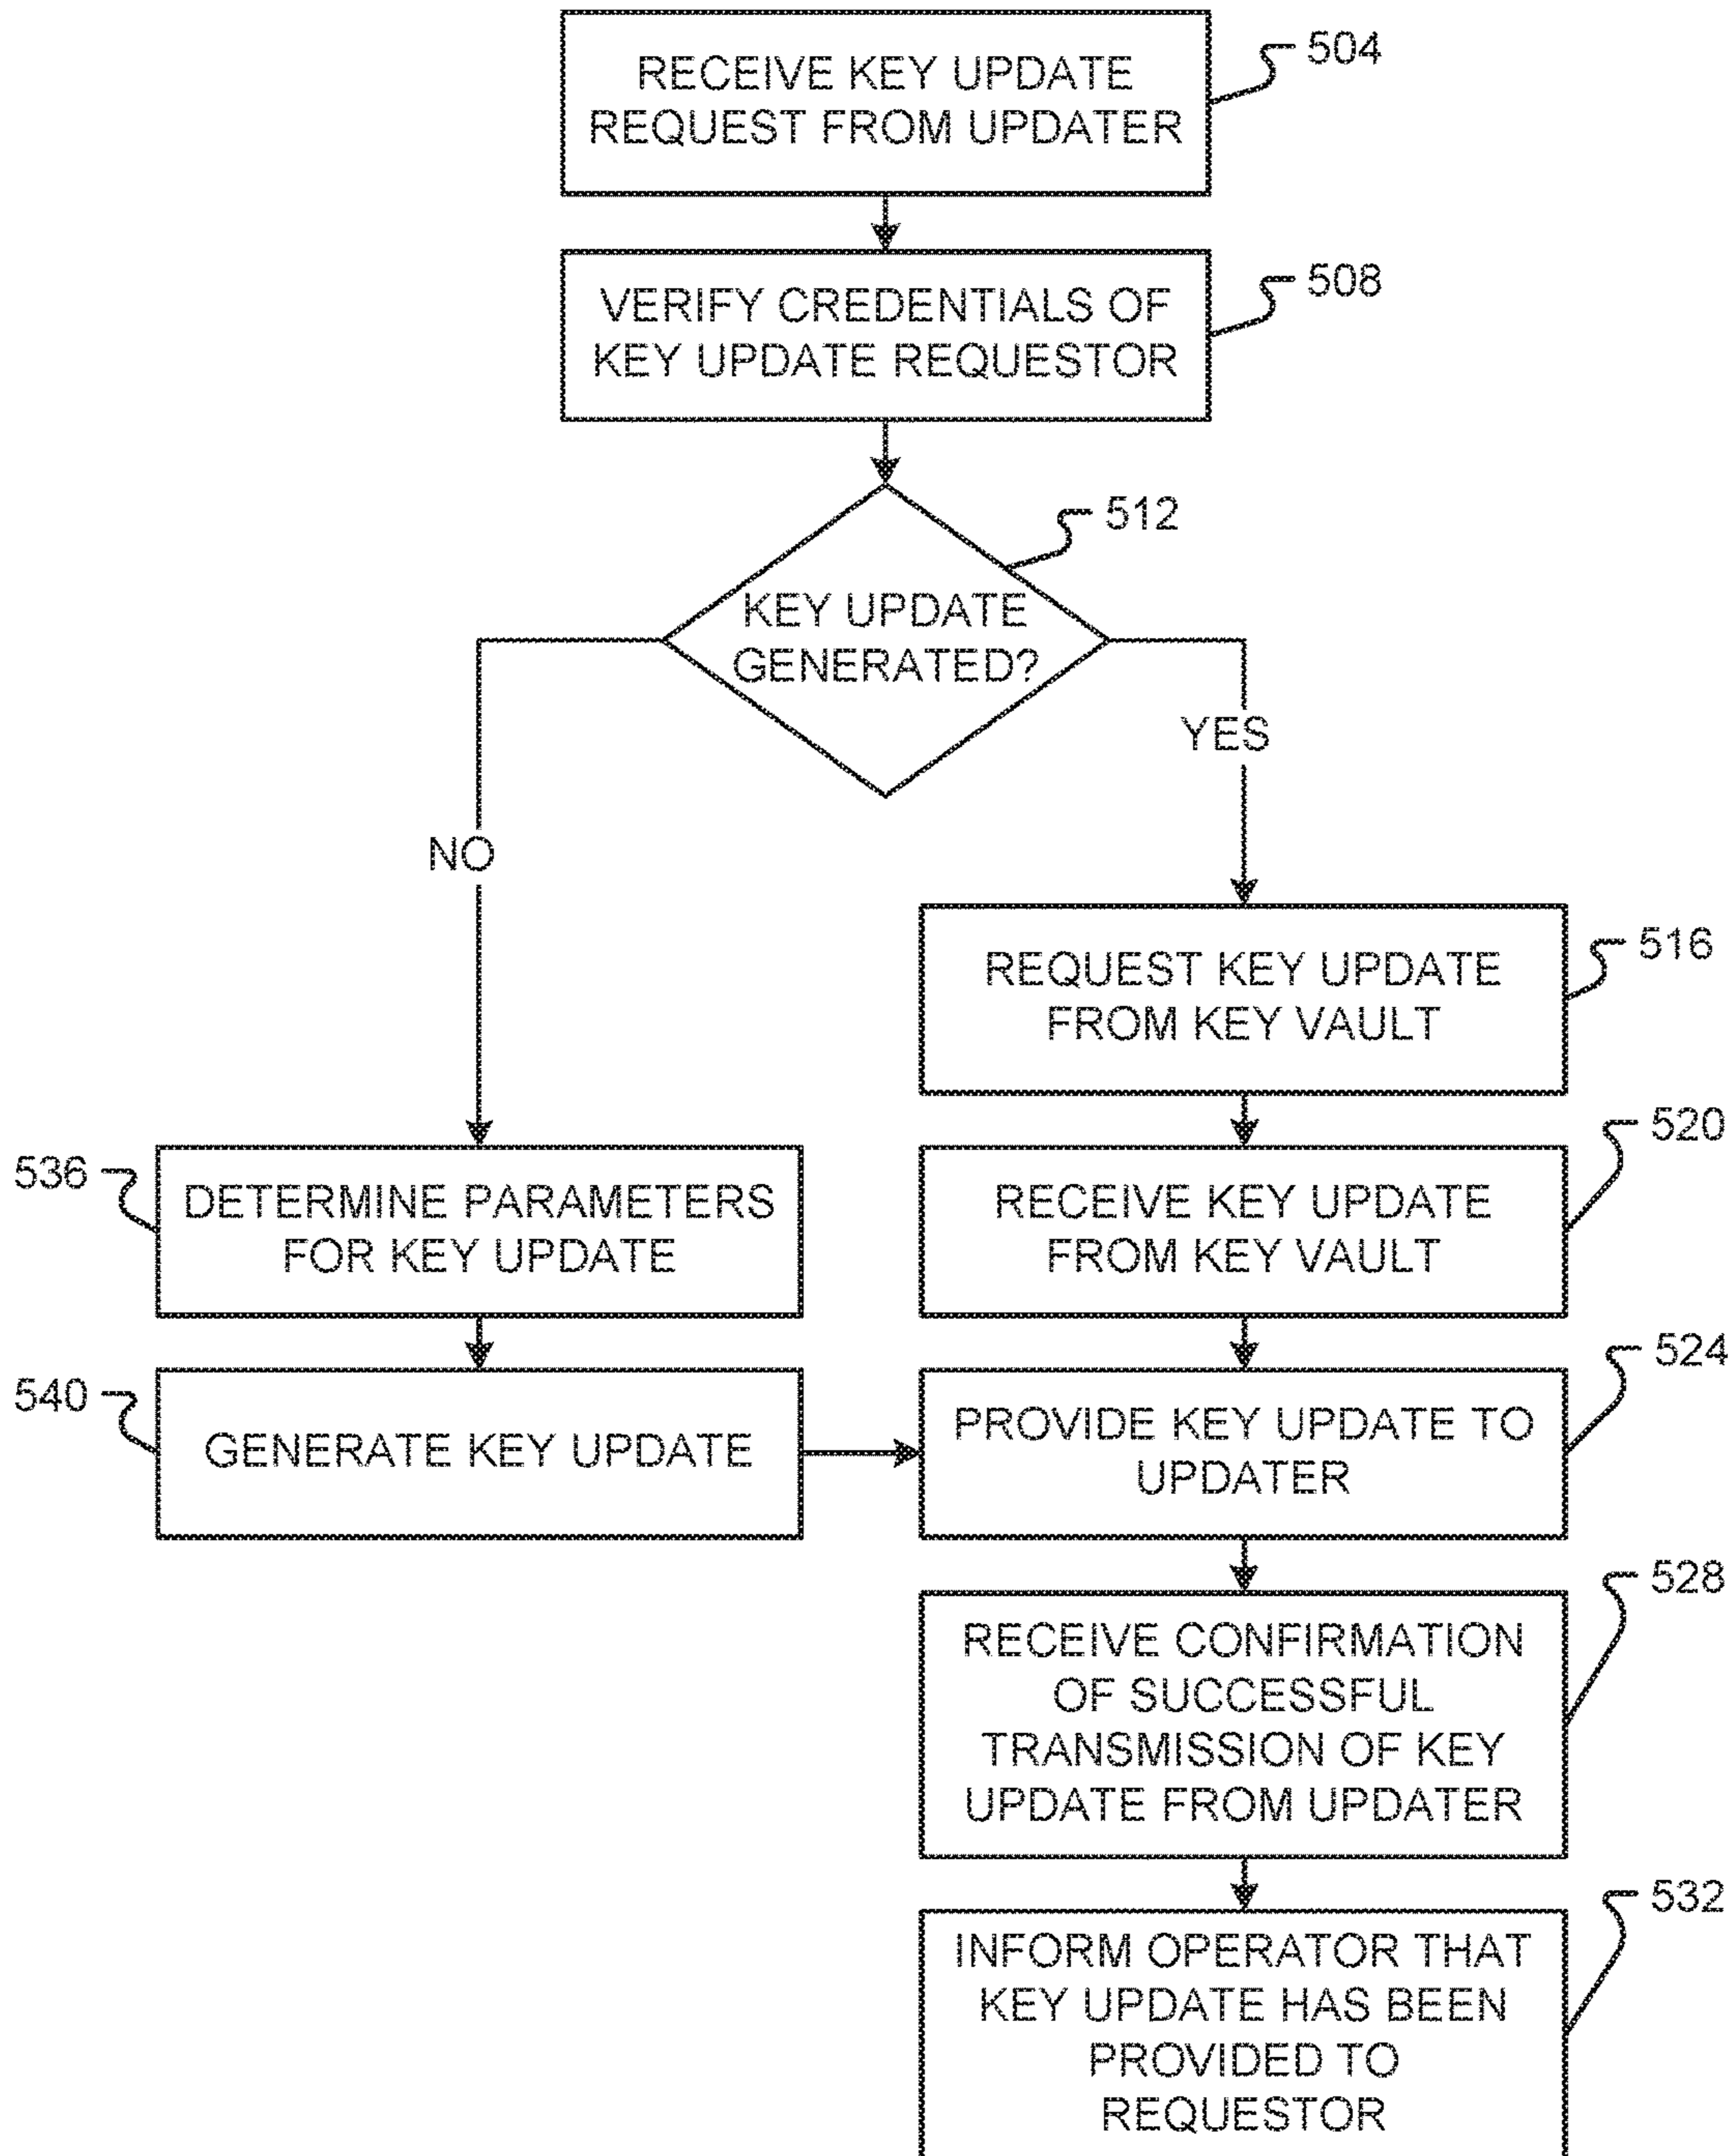 RECEIVE KEY UPDATE
REQUEST FROM UPDATER
504
VERIFY CREDENTIALS OF
KEY UPDATE REQUESTOR
508
512
KEY UPDATE
GENERATED?
YES
NO
REQUEST KEY UPDATE
FROM KEY VAULT
516
536
DETERMINE PARAMETERS
FOR KEY UPDATE
RECEIVE KEY UPDATE
FROM KEY VAULT
520
540
GENERATE KEY UPDATE
PROVIDE KEY UPDATE TO
UPDATER
524
RECEIVE CONFIRMATION
OF SUCCESSFUL
TRANSMISSION OF KEY
UPDATE FROM UPDATER
528
INFORM OPERATOR THAT
KEY UPDATE HAS BEEN
PROVIDED TO
REQUESTOR
532